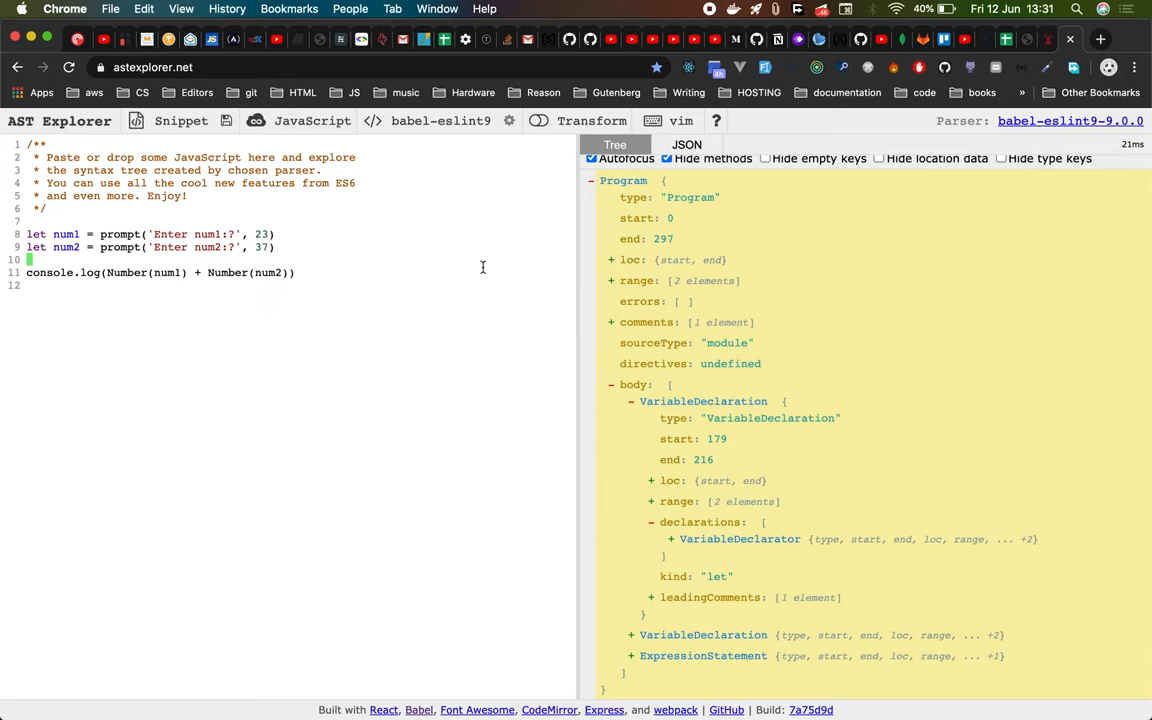 Chrome File Edit View History Bookmarks People Tab Window Help 46 40% Fri 12 Jun 13:31
astexplorer.net 4h
Apps aws CS Editors git HTML JS music Hardware Reason Gutenberg Writing HOSTING documentation code books » Other Bookmarks
AST Explorer Snippet JavaScript </> babel-eslint9 Transform vim ? Parser: babel-eslint9-9.0.0
Tree JSON 21ms
Autofocus Hide methods Hide empty keys Hide location data Hide type keys
1 /**
2 * Paste or drop some JavaScript here and explore
3 * the syntax tree created by chosen parser.
4 * You can use all the cool new features from ES6
5 * and even more. Enjoy!
6 */
7
8 let num1 = prompt('Enter num1:?', 23)
9 let num2 = prompt('Enter num2:?', 37)
10
11 console.log(Number(num1) + Number(num2))
12
- Program {
type: "Program"
start: 0
end: 297
+ loc: {start, end}
+ range: [2 elements]
errors: [ ]
+ comments: [1 element]
sourceType: "module"
directives: undefined
- body: [
- VariableDeclaration {
type: "VariableDeclaration"
start: 179
end: 216
+ loc: {start, end}
+ range: [2 elements]
- declarations: [
+ VariableDeclarator {type, start, end, loc, range, ... +2}
]
kind: "let"
+ leadingComments: [1 element]
}
+ VariableDeclaration {type, start, end, loc, range, ... +2}
+ ExpressionStatement {type, start, end, loc, range, ... +1}
]
}
Built with React, Babel, Font Awesome, CodeMirror, Express, and webpack | GitHub | Build: 7a75d9d